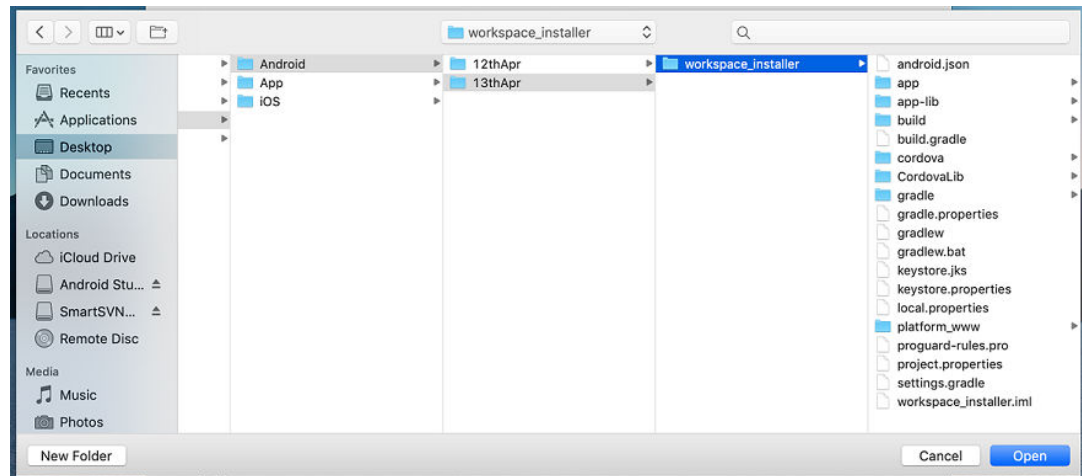 workspace_installer
Favorites
Recents
Applications
Desktop
Documents
Downloads
Locations
iCloud Drive
Android Stu...
SmartSVN...
Remote Disc
Media
Music
Photos
Android
App
iOS
12thApr
13thApr
workspace_installer
android.json
app
app-lib
build
build.gradle
cordova
CordovaLib
gradle
gradle.properties
gradlew
gradlew.bat
keystore.jks
keystore.properties
local.properties
platform_www
proguard-rules.pro
project.properties
settings.gradle
workspace_installer.iml
New Folder
Cancel
Open